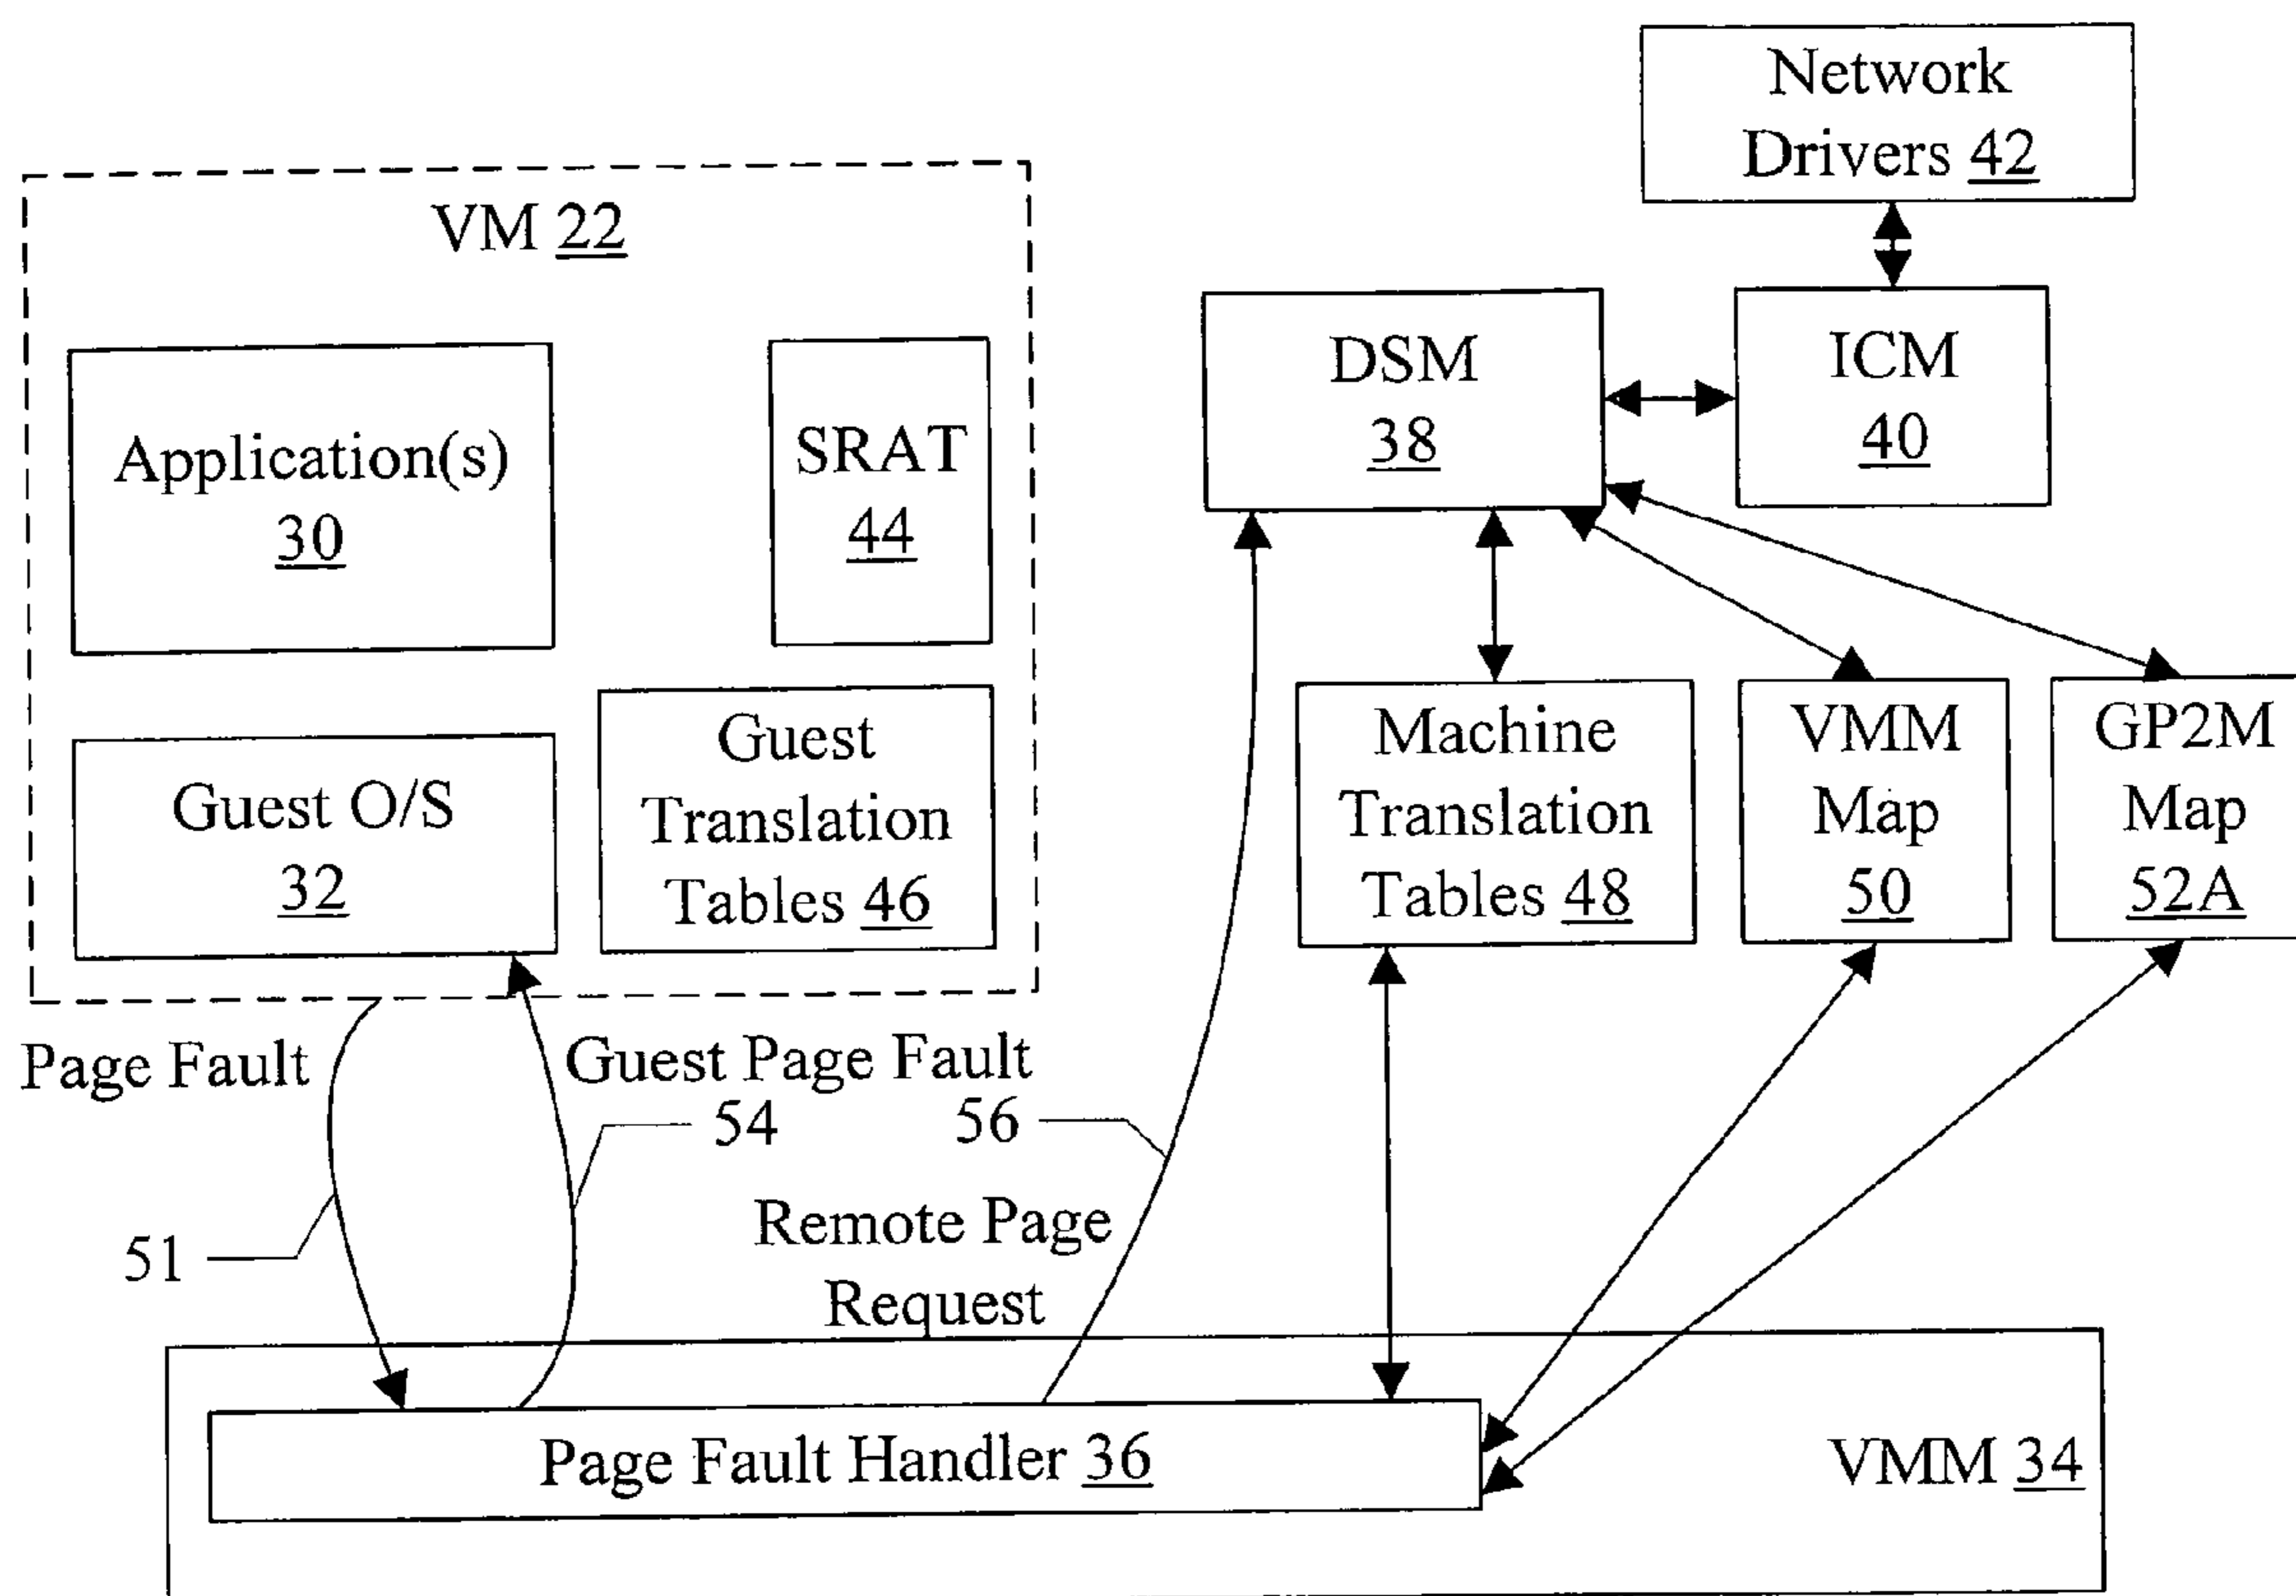 Network
Drivers 42
VM 22
DSM
38
ICM
40
Application(s)
30
SRAT
44
Guest O/S
32
Guest
Translation
Tables 46
Machine
Translation
Tables 48
VMM
Map
50
GP2M
Map
52A
Page Fault
Guest Page Fault
54
56
51
Remote Page
Request
Page Fault Handler 36
VMM 34